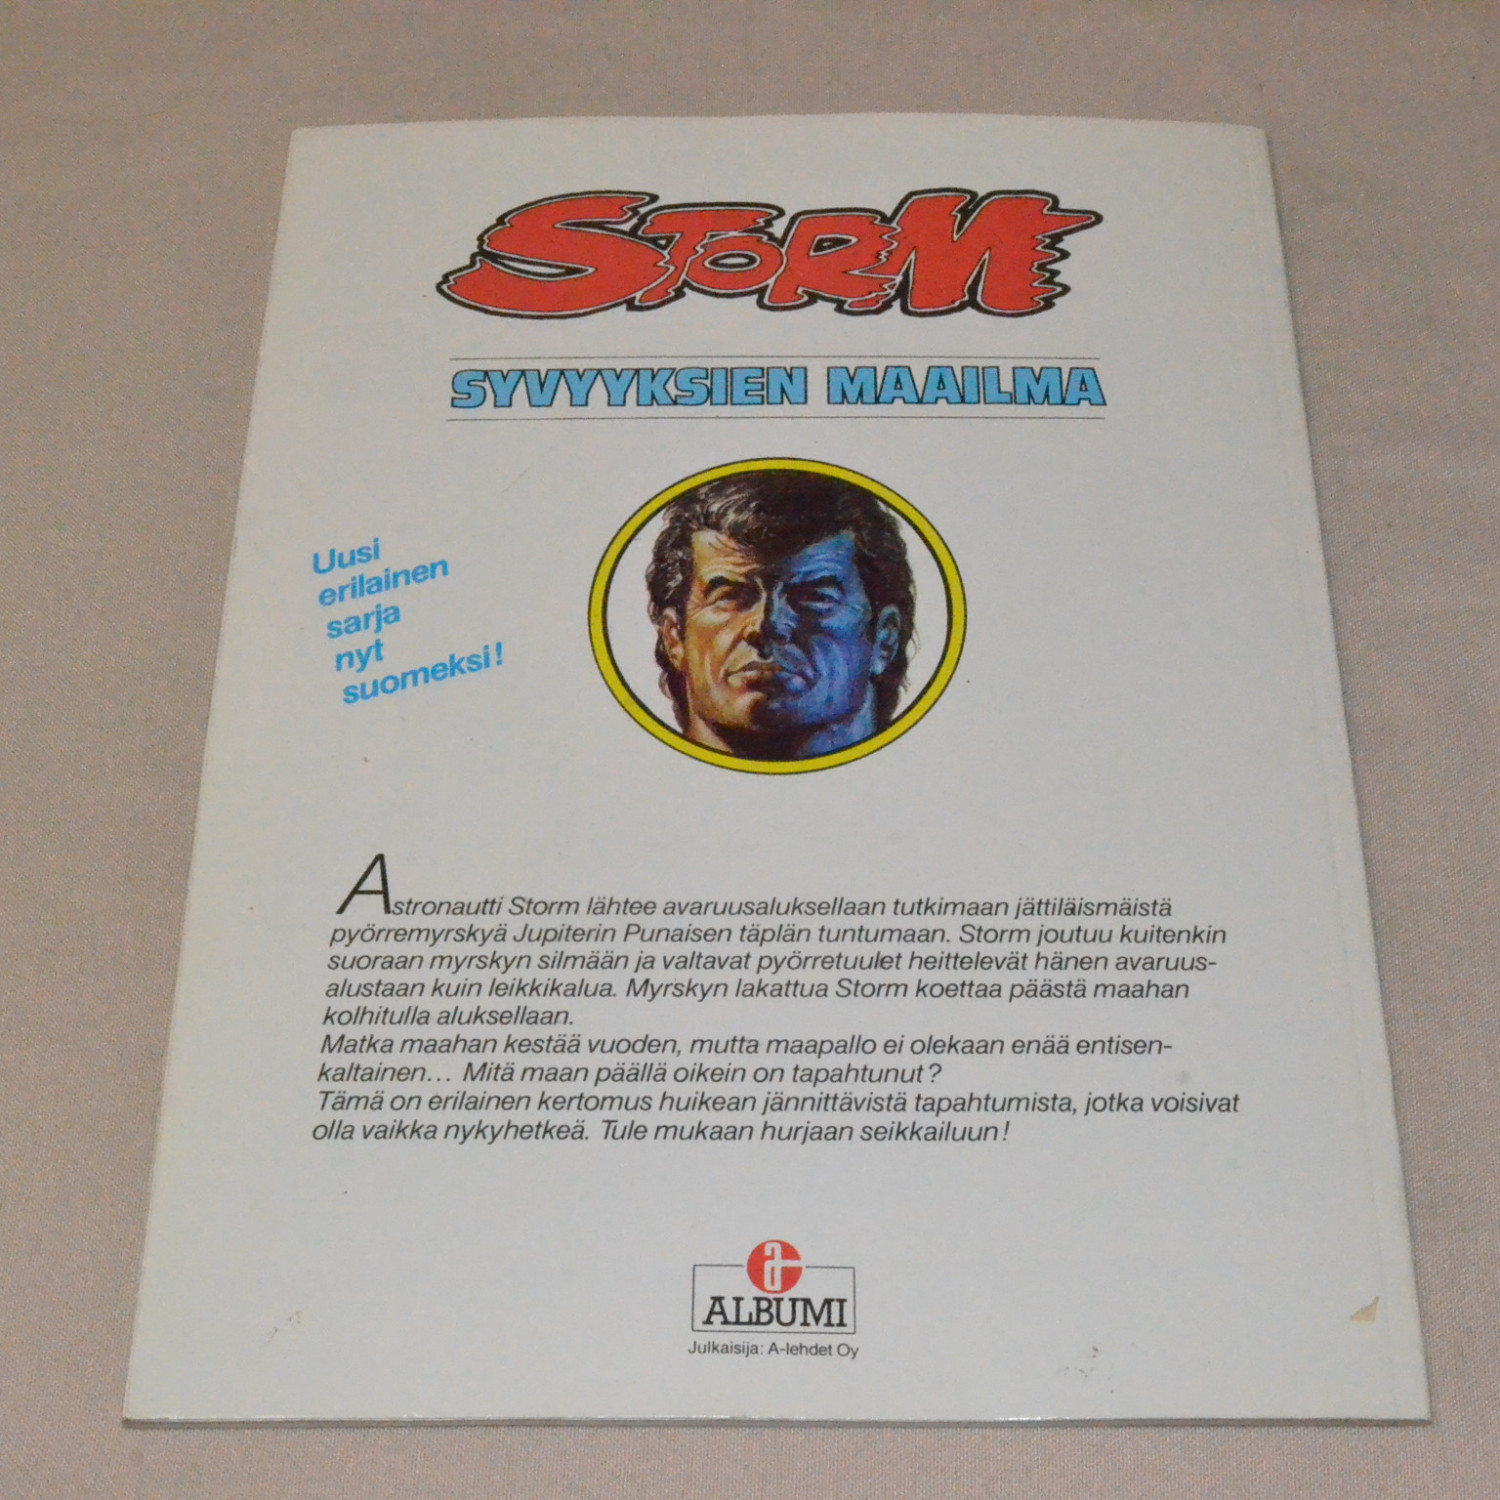 STORM
SYVYYKSIEN MAAILMA
Uusi
erilainen
sarja
nyt
suomeksi!
Astronautti Storm lähtee avaruusaluksellaan tutkimaan jättiläismäistä
pyörremyrskyä Jupiterin Punaisen täplän tuntumaan. Storm joutuu kuitenkin
suoraan myrskyn silmään ja valtavat pyörretuulet heittelevät hänen avaruus-
alustaan kuin leikkikalua. Myrskyn lakattua Storm koettaa päästä maahan
kolhitulla aluksellaan.
Matka maahan kestää vuoden, mutta maapallo ei olekaan enää entisen-
kaltainen... Mitä maan päällä oikein on tapahtunut?
Tämä on erilainen kertomus huikean jännittävistä tapahtumista, jotka voisivat
olla vaikka nykyhetkeä. Tule mukaan hurjaan seikkailuun!
a
ALBUMI
Julkaisija: A-lehdet Oy